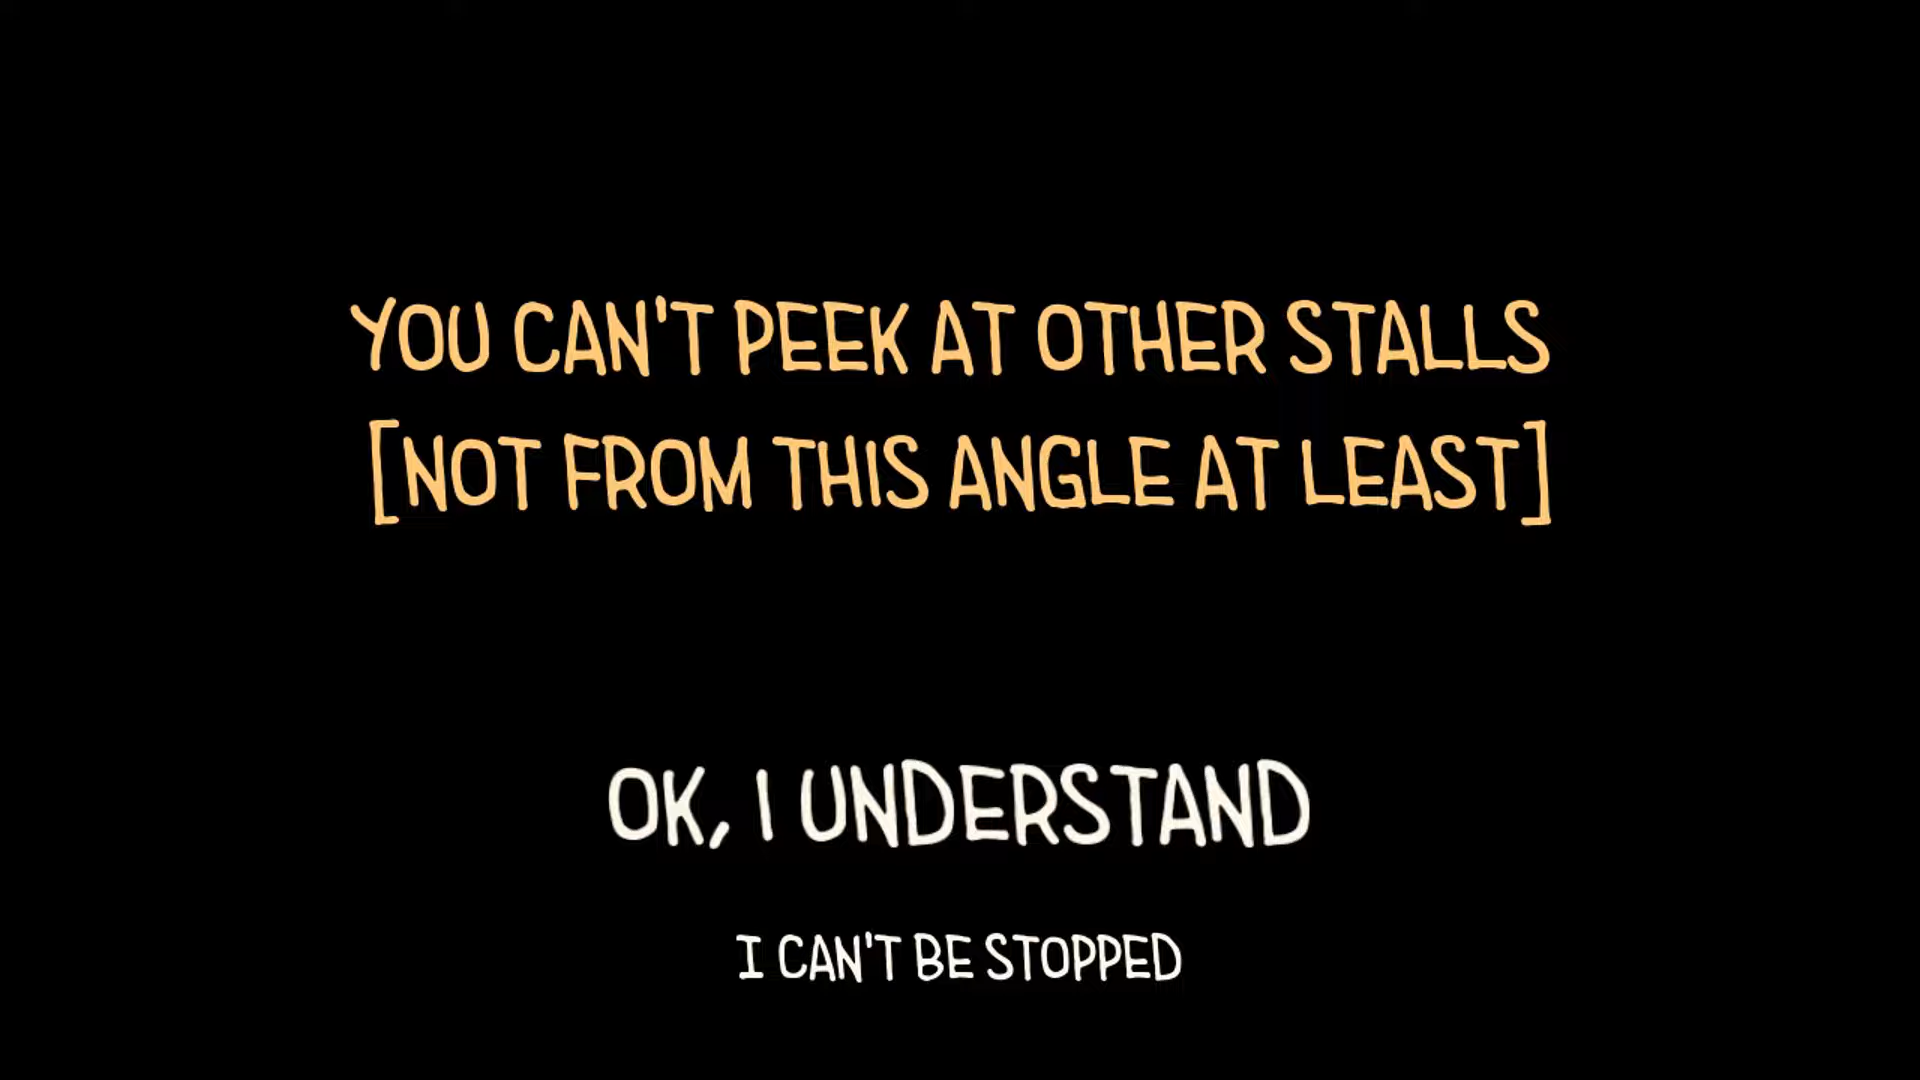 YOU CAN'T PEEK AT OTHER STALLS
[NOT FROM THIS ANGLE AT LEAST]
OK, I UNDERSTAND
I CAN'T BE STOPPED